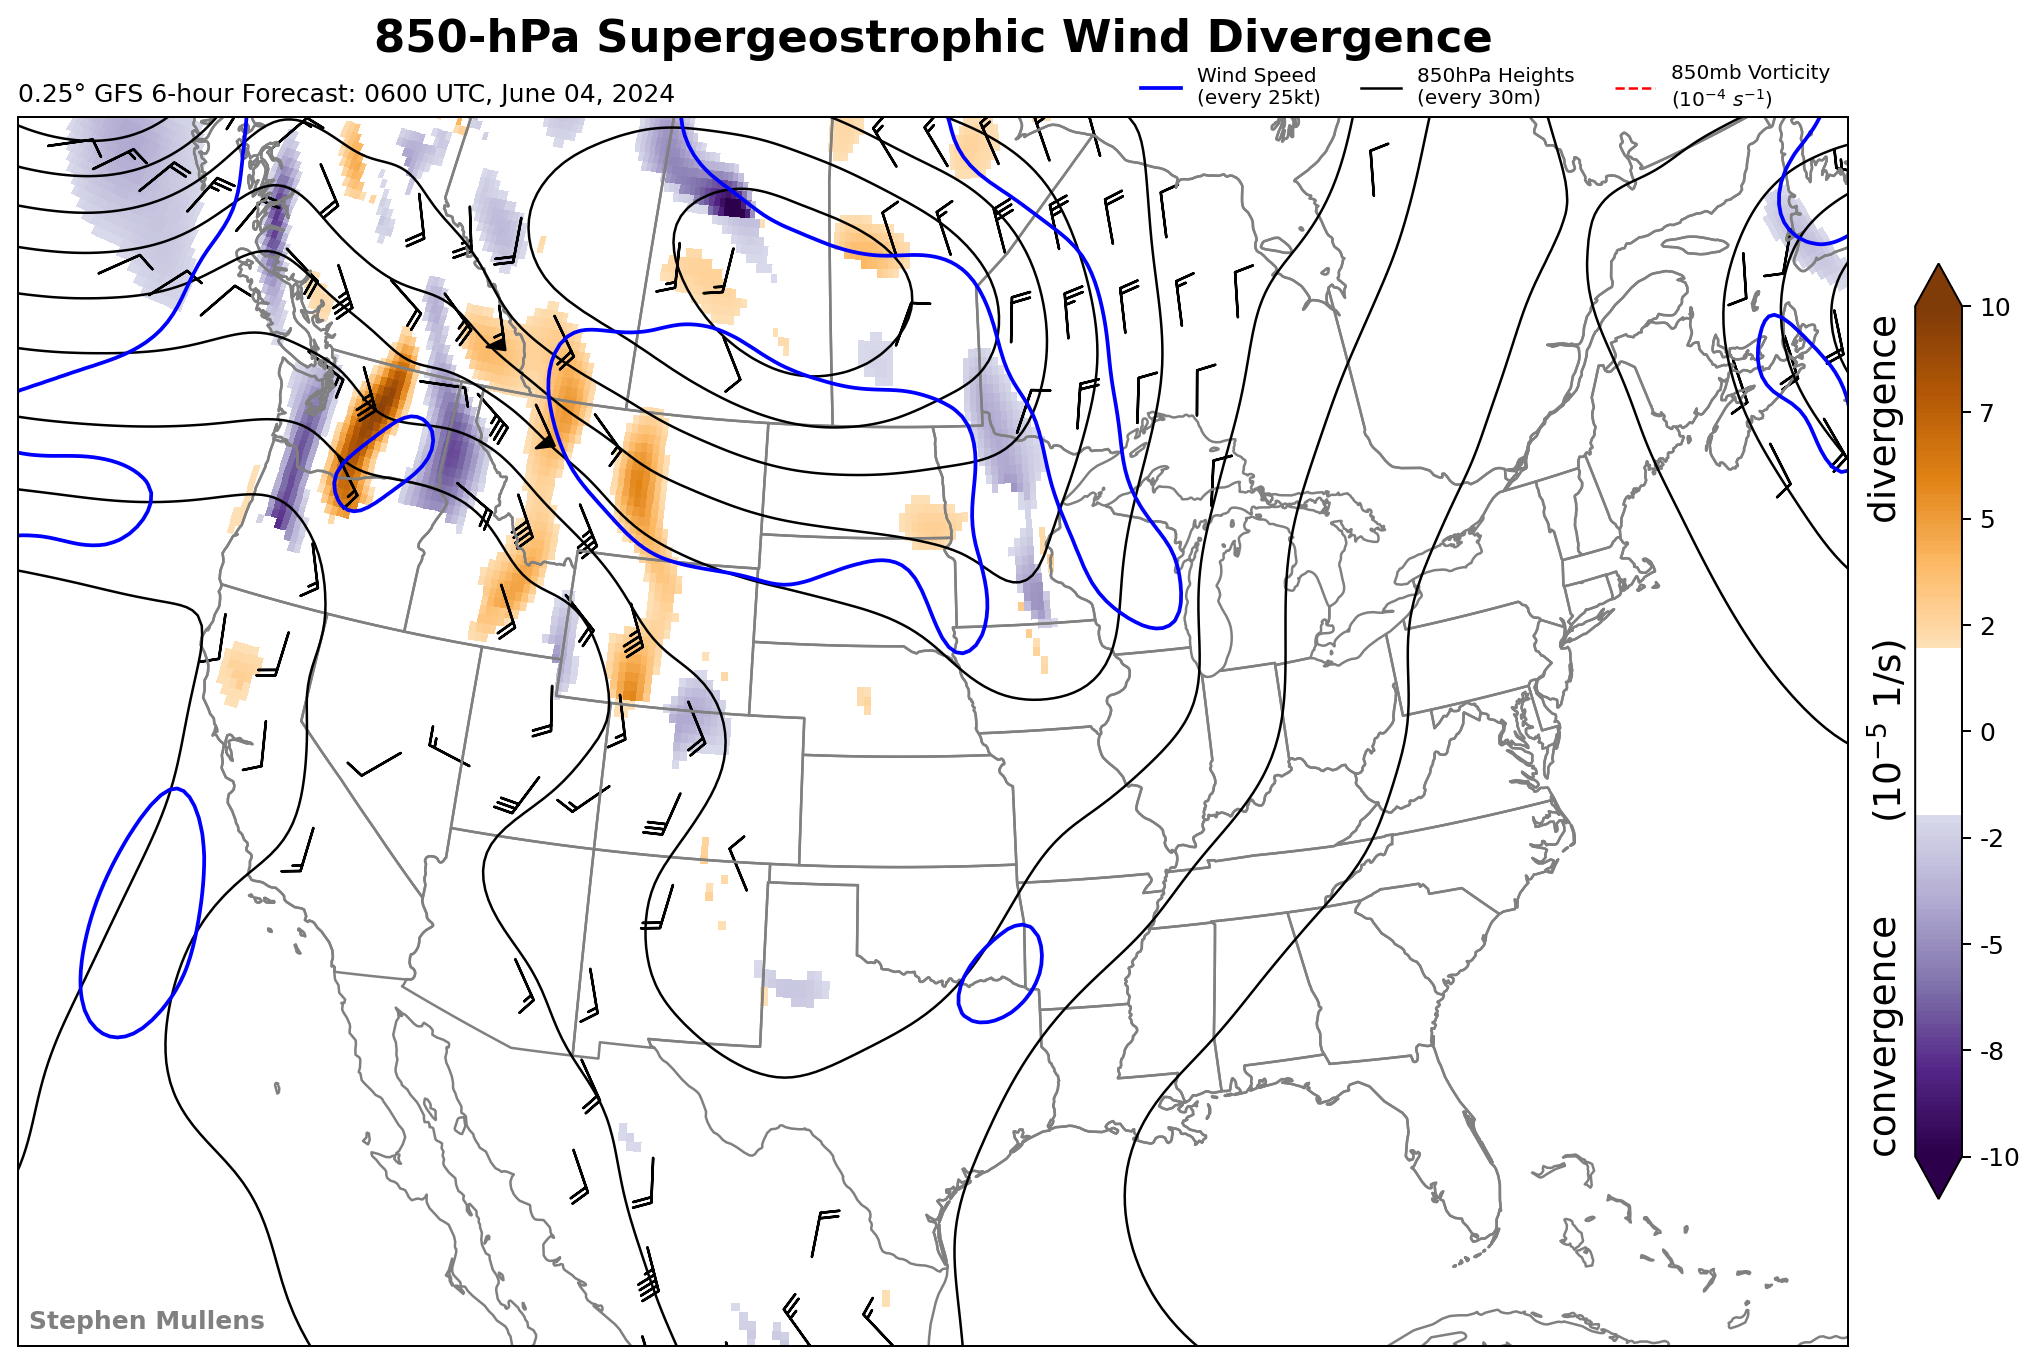 850-hPa Supergeostrophic Wind Divergence
0.25° GFS 6-hour Forecast: 0600 UTC, June 04, 2024
Wind Speed
(every 25kt)
850hPa Heights
(every 30m)
850mb Vorticity
(10⁻⁴ s⁻¹)
10
7
5
2
0
-2
-5
-8
-10
convergence (10⁻⁵ 1/s) divergence
Stephen Mullens